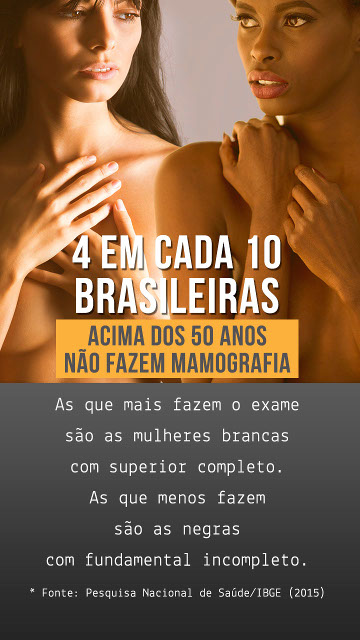 4 EM CADA 10
BRASILEIRAS
ACIMA DOS 50 ANOS
NÃO FAZEM MAMOGRAFIA
As que mais fazem o exame
são as mulheres brancas
com superior completo.
As que menos fazem
são as negras
com fundamental incompleto.
* Fonte: Pesquisa Nacional de Saúde/IBGE (2015)